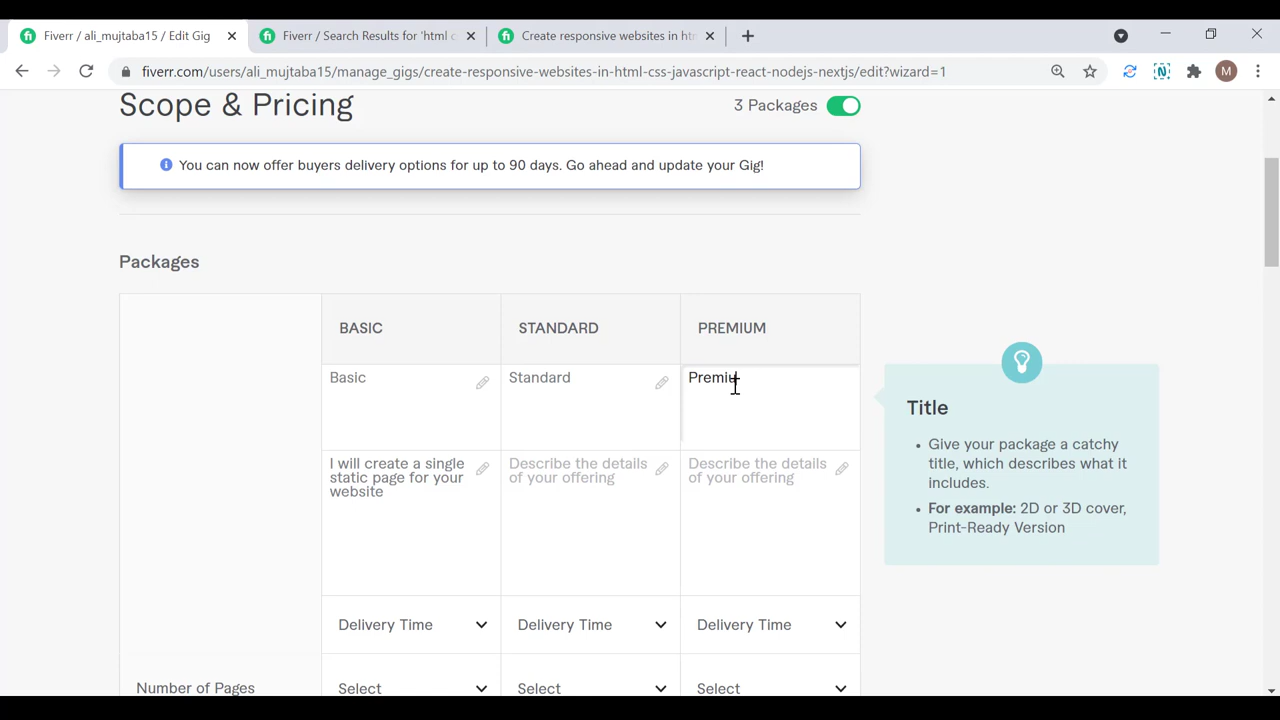 Fiverr / ali_mujtaba15 / Edit Gig
Fiverr / Search Results for 'html c
Create responsive websites in htm
fiverr.com/users/ali_mujtaba15/manage_gigs/create-responsive-websites-in-html-css-javascript-react-nodejs-nextjs/edit?wizard=1
M
Scope & Pricing
3 Packages
You can now offer buyers delivery options for up to 90 days. Go ahead and update your Gig!
Packages
BASIC
STANDARD
PREMIUM
Basic
Standard
Premiu
I will create a single
static page for your
website
Describe the details
of your offering
Describe the details
of your offering
Delivery Time
Delivery Time
Delivery Time
Number of Pages
Select
Select
Select
Title
• Give your package a catchy
title, which describes what it
includes.
• For example: 2D or 3D cover,
Print-Ready Version